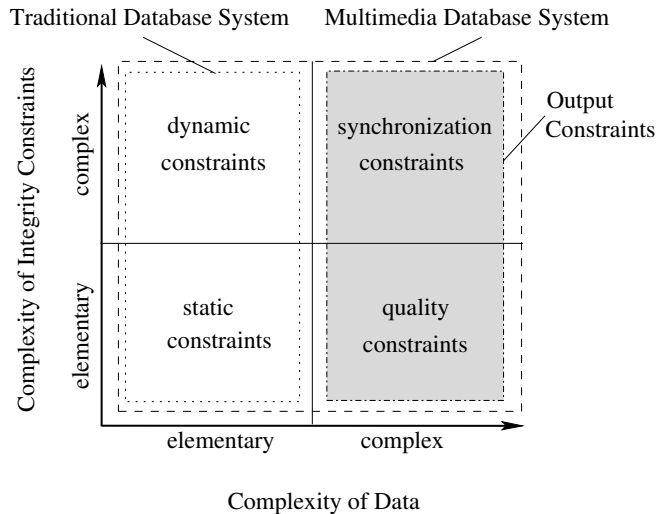 Traditional Database System
Multimedia Database System
Complexity of Integrity Constraints
complex
elementary
dynamic
constraints
synchronization
constraints
Output
Constraints
static
constraints
quality
constraints
elementary
complex
Complexity of Data